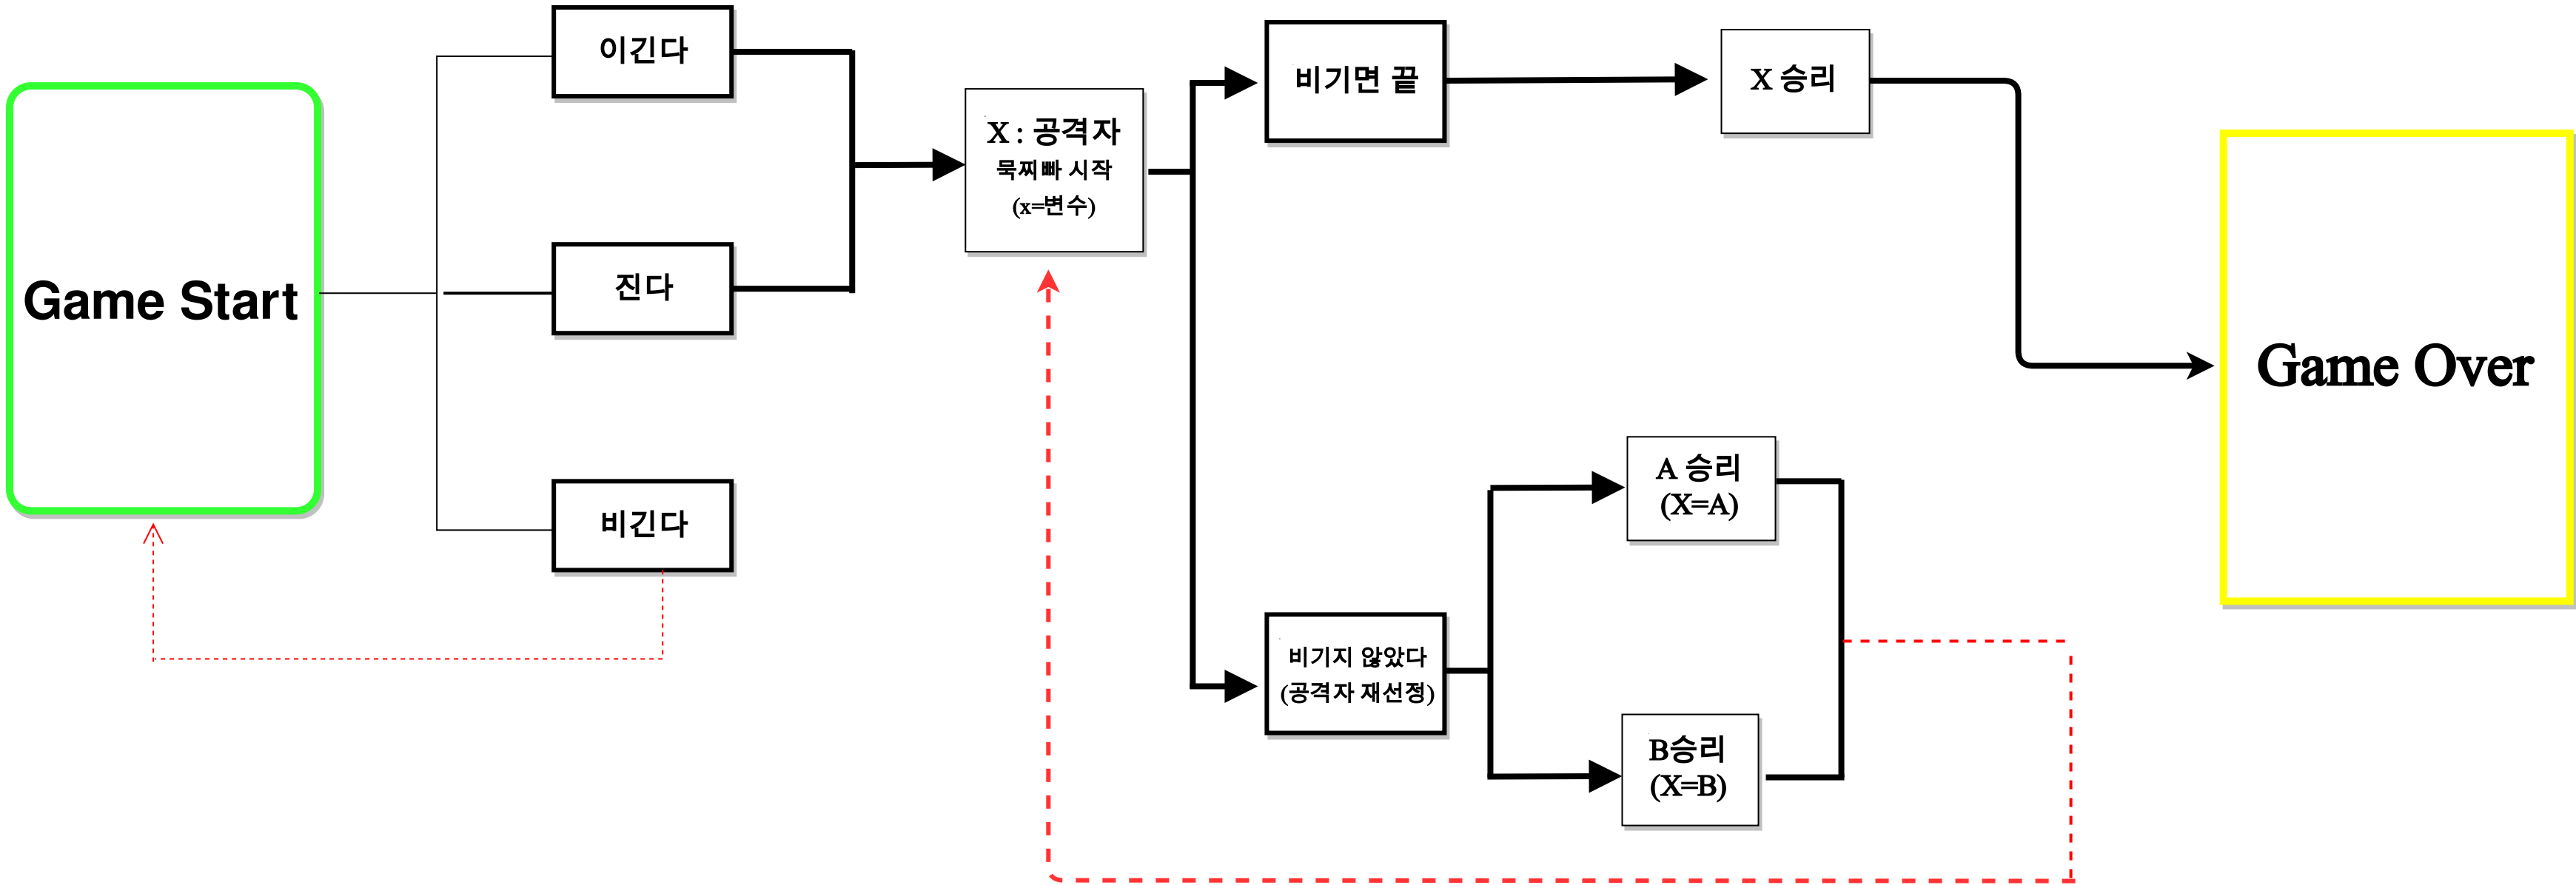 Game Start
이긴다
진다
비긴다
X : 공격자
묵찌빠 시작
(x=변수)
비기면 끝
X 승리
비기지 않았다
(공격자 재선정)
A 승리
(X=A)
B승리
(X=B)
Game Over